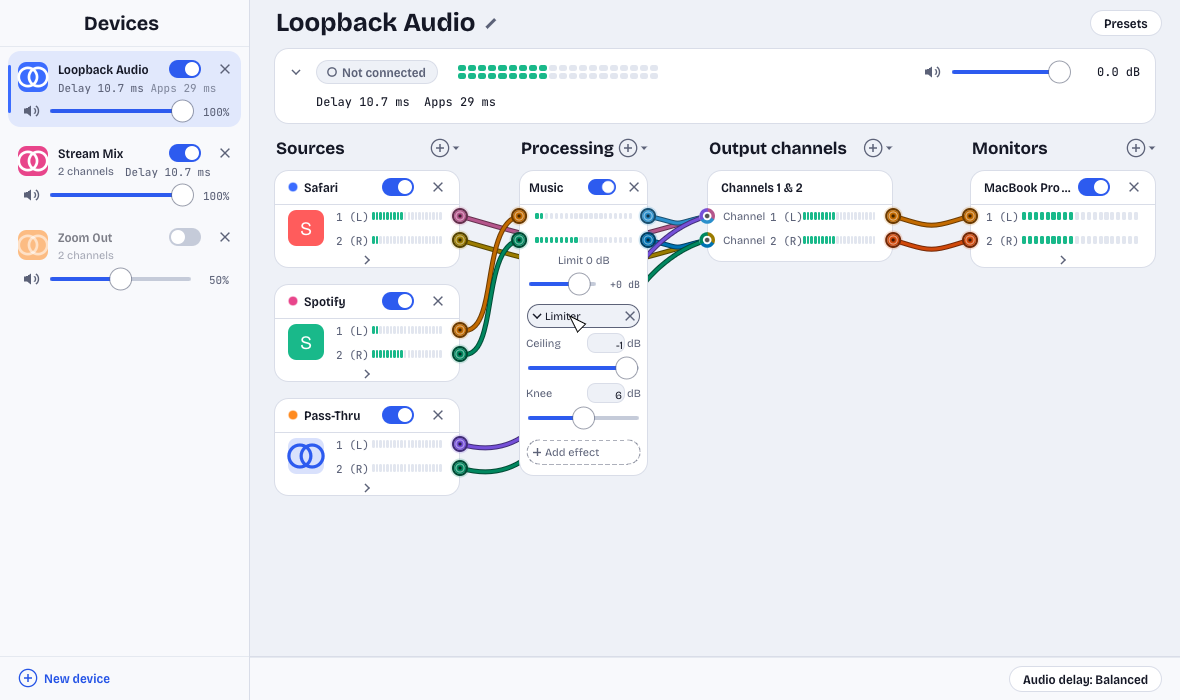 Devices
Loopback Audio
Delay 10.7 ms Apps 29 ms
100%
Stream Mix
2 channels Delay 10.7 ms
100%
Zoom Out
2 channels
50%
New device
Loopback Audio
Presets
Not connected
0.0 dB
Delay 10.7 ms Apps 29 ms
Sources
Safari
S
1 (L)
2 (R)
Spotify
S
1 (L)
2 (R)
Pass-Thru
1 (L)
2 (R)
Processing
Music
Limit 0 dB
+0 dB
Limiter
Ceiling -1 dB
Knee 6 dB
+ Add effect
Output channels
Channels 1 & 2
Channel 1 (L)
Channel 2 (R)
Monitors
MacBook Pro...
1 (L)
2 (R)
Audio delay: Balanced